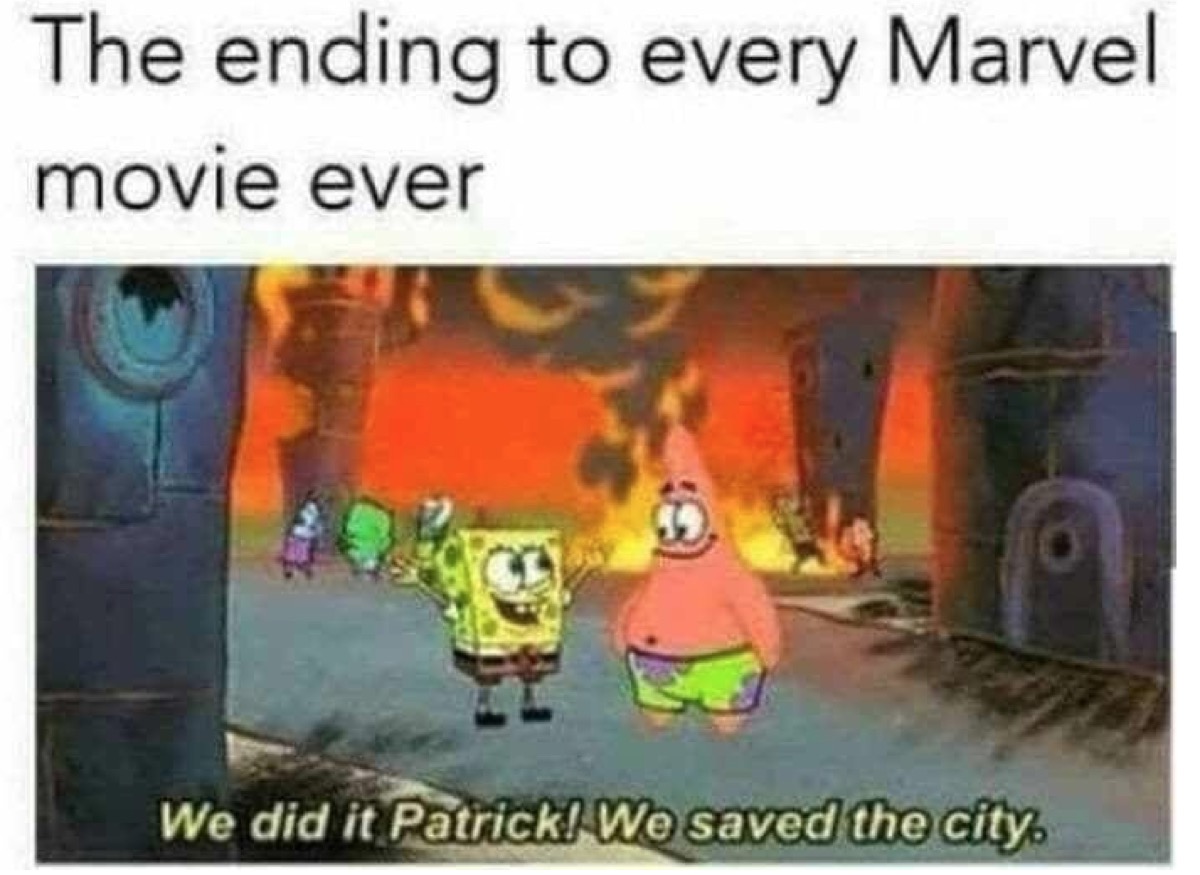 The ending to every Marvel
movie ever
We did it Patrick! We saved the city.